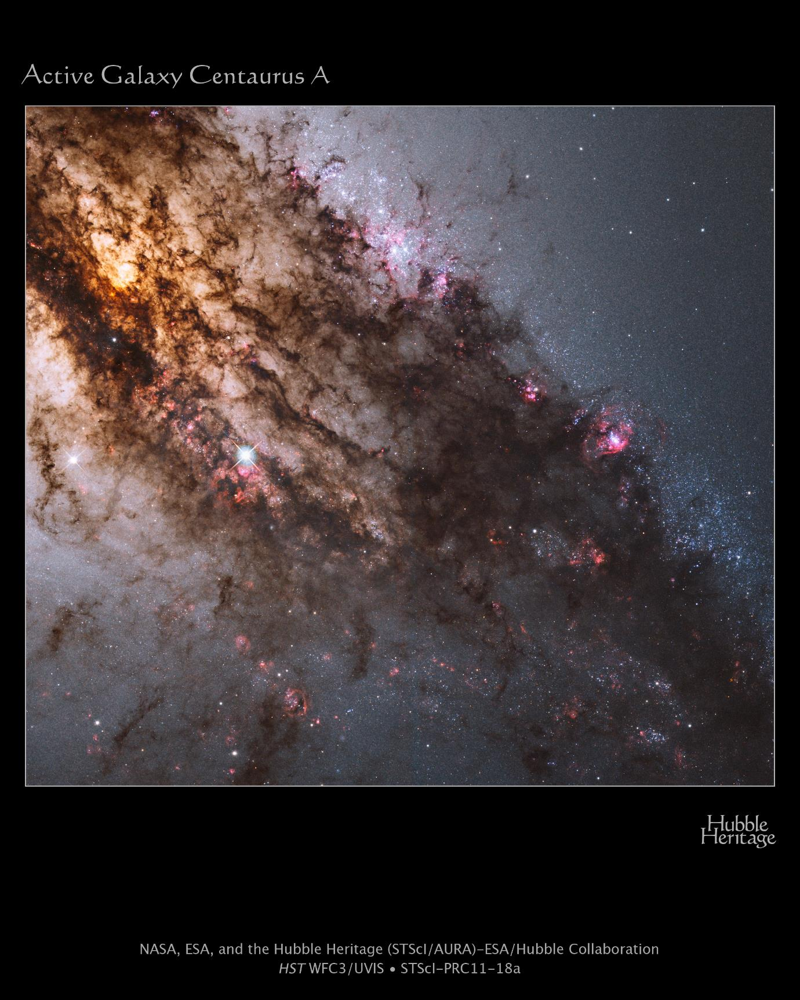 Active Galaxy Centaurus A
Hubble
Heritage
NASA, ESA, and the Hubble Heritage (STScI/AURA)–ESA/Hubble Collaboration
HST WFC3/UVIS • STScI–PRC11–18a